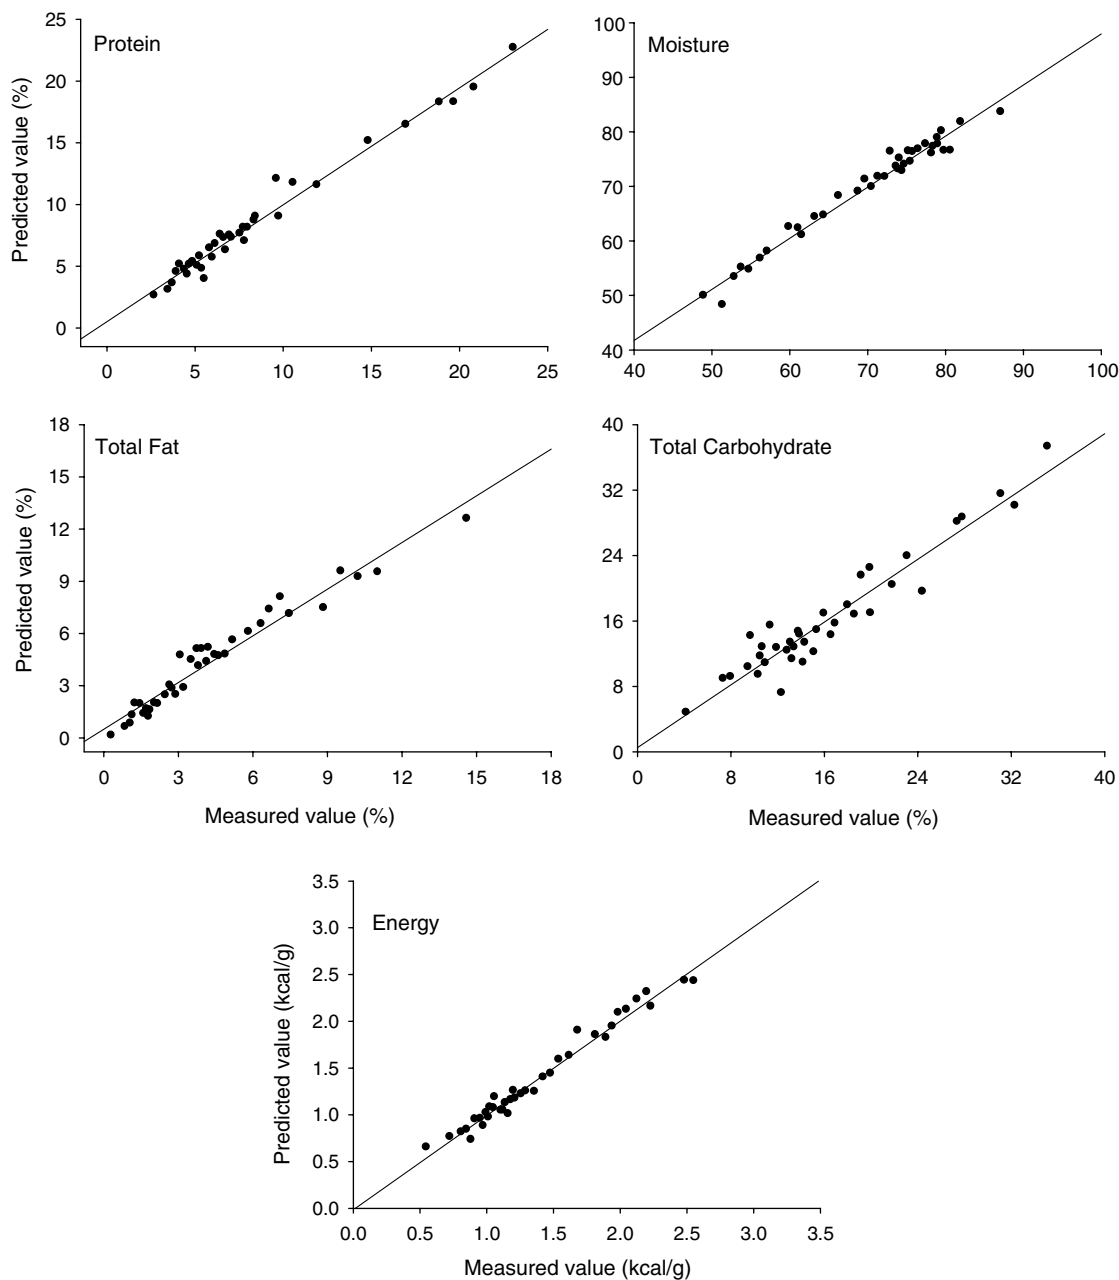 Protein
Predicted value (%)
25
20
15
10
5
0
0 5 10 15 20 25
Moisture
100
90
80
70
60
50
40
40 50 60 70 80 90 100
Total Fat
Predicted value (%)
18
15
12
9
6
3
0
0 3 6 9 12 15 18
Measured value (%)
Total Carbohydrate
40
32
24
16
8
0
0 8 16 24 32 40
Measured value (%)
Energy
Predicted value (kcal/g)
3.5
3.0
2.5
2.0
1.5
1.0
0.5
0.0
0.0 0.5 1.0 1.5 2.0 2.5 3.0 3.5
Measured value (kcal/g)